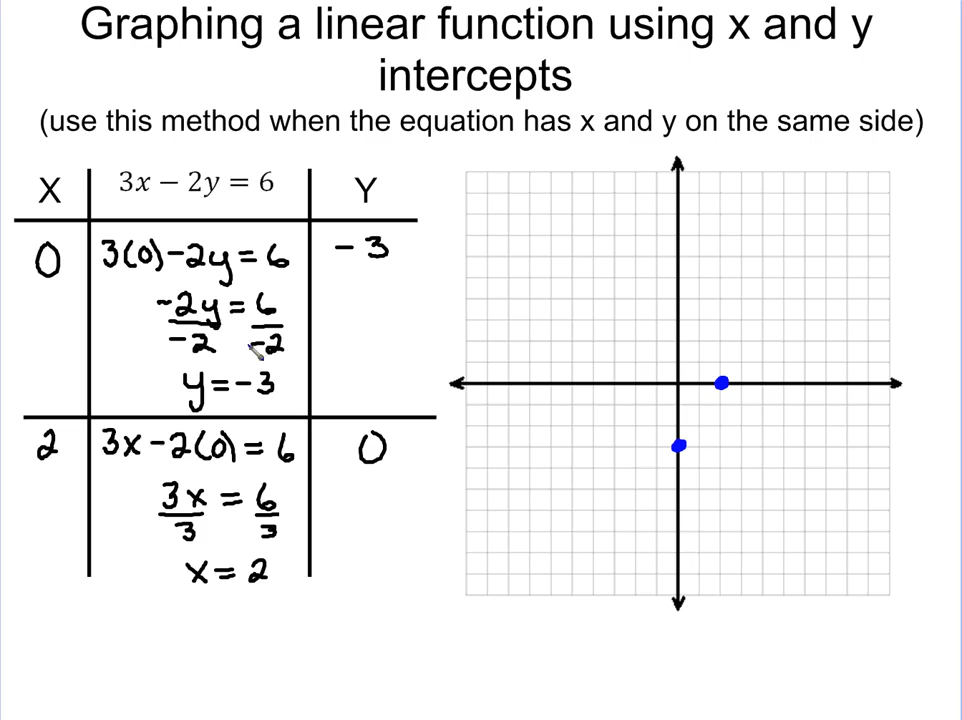 Graphing a linear function using x and y
intercepts
(use this method when the equation has x and y on the same side)
X 3x − 2y = 6 Y
0 3(0) - 2y = 6 -3
-2y = 6
-2 -2
y = -3
2 3x - 2(0) = 6 0
3x = 6
3 3
x = 2